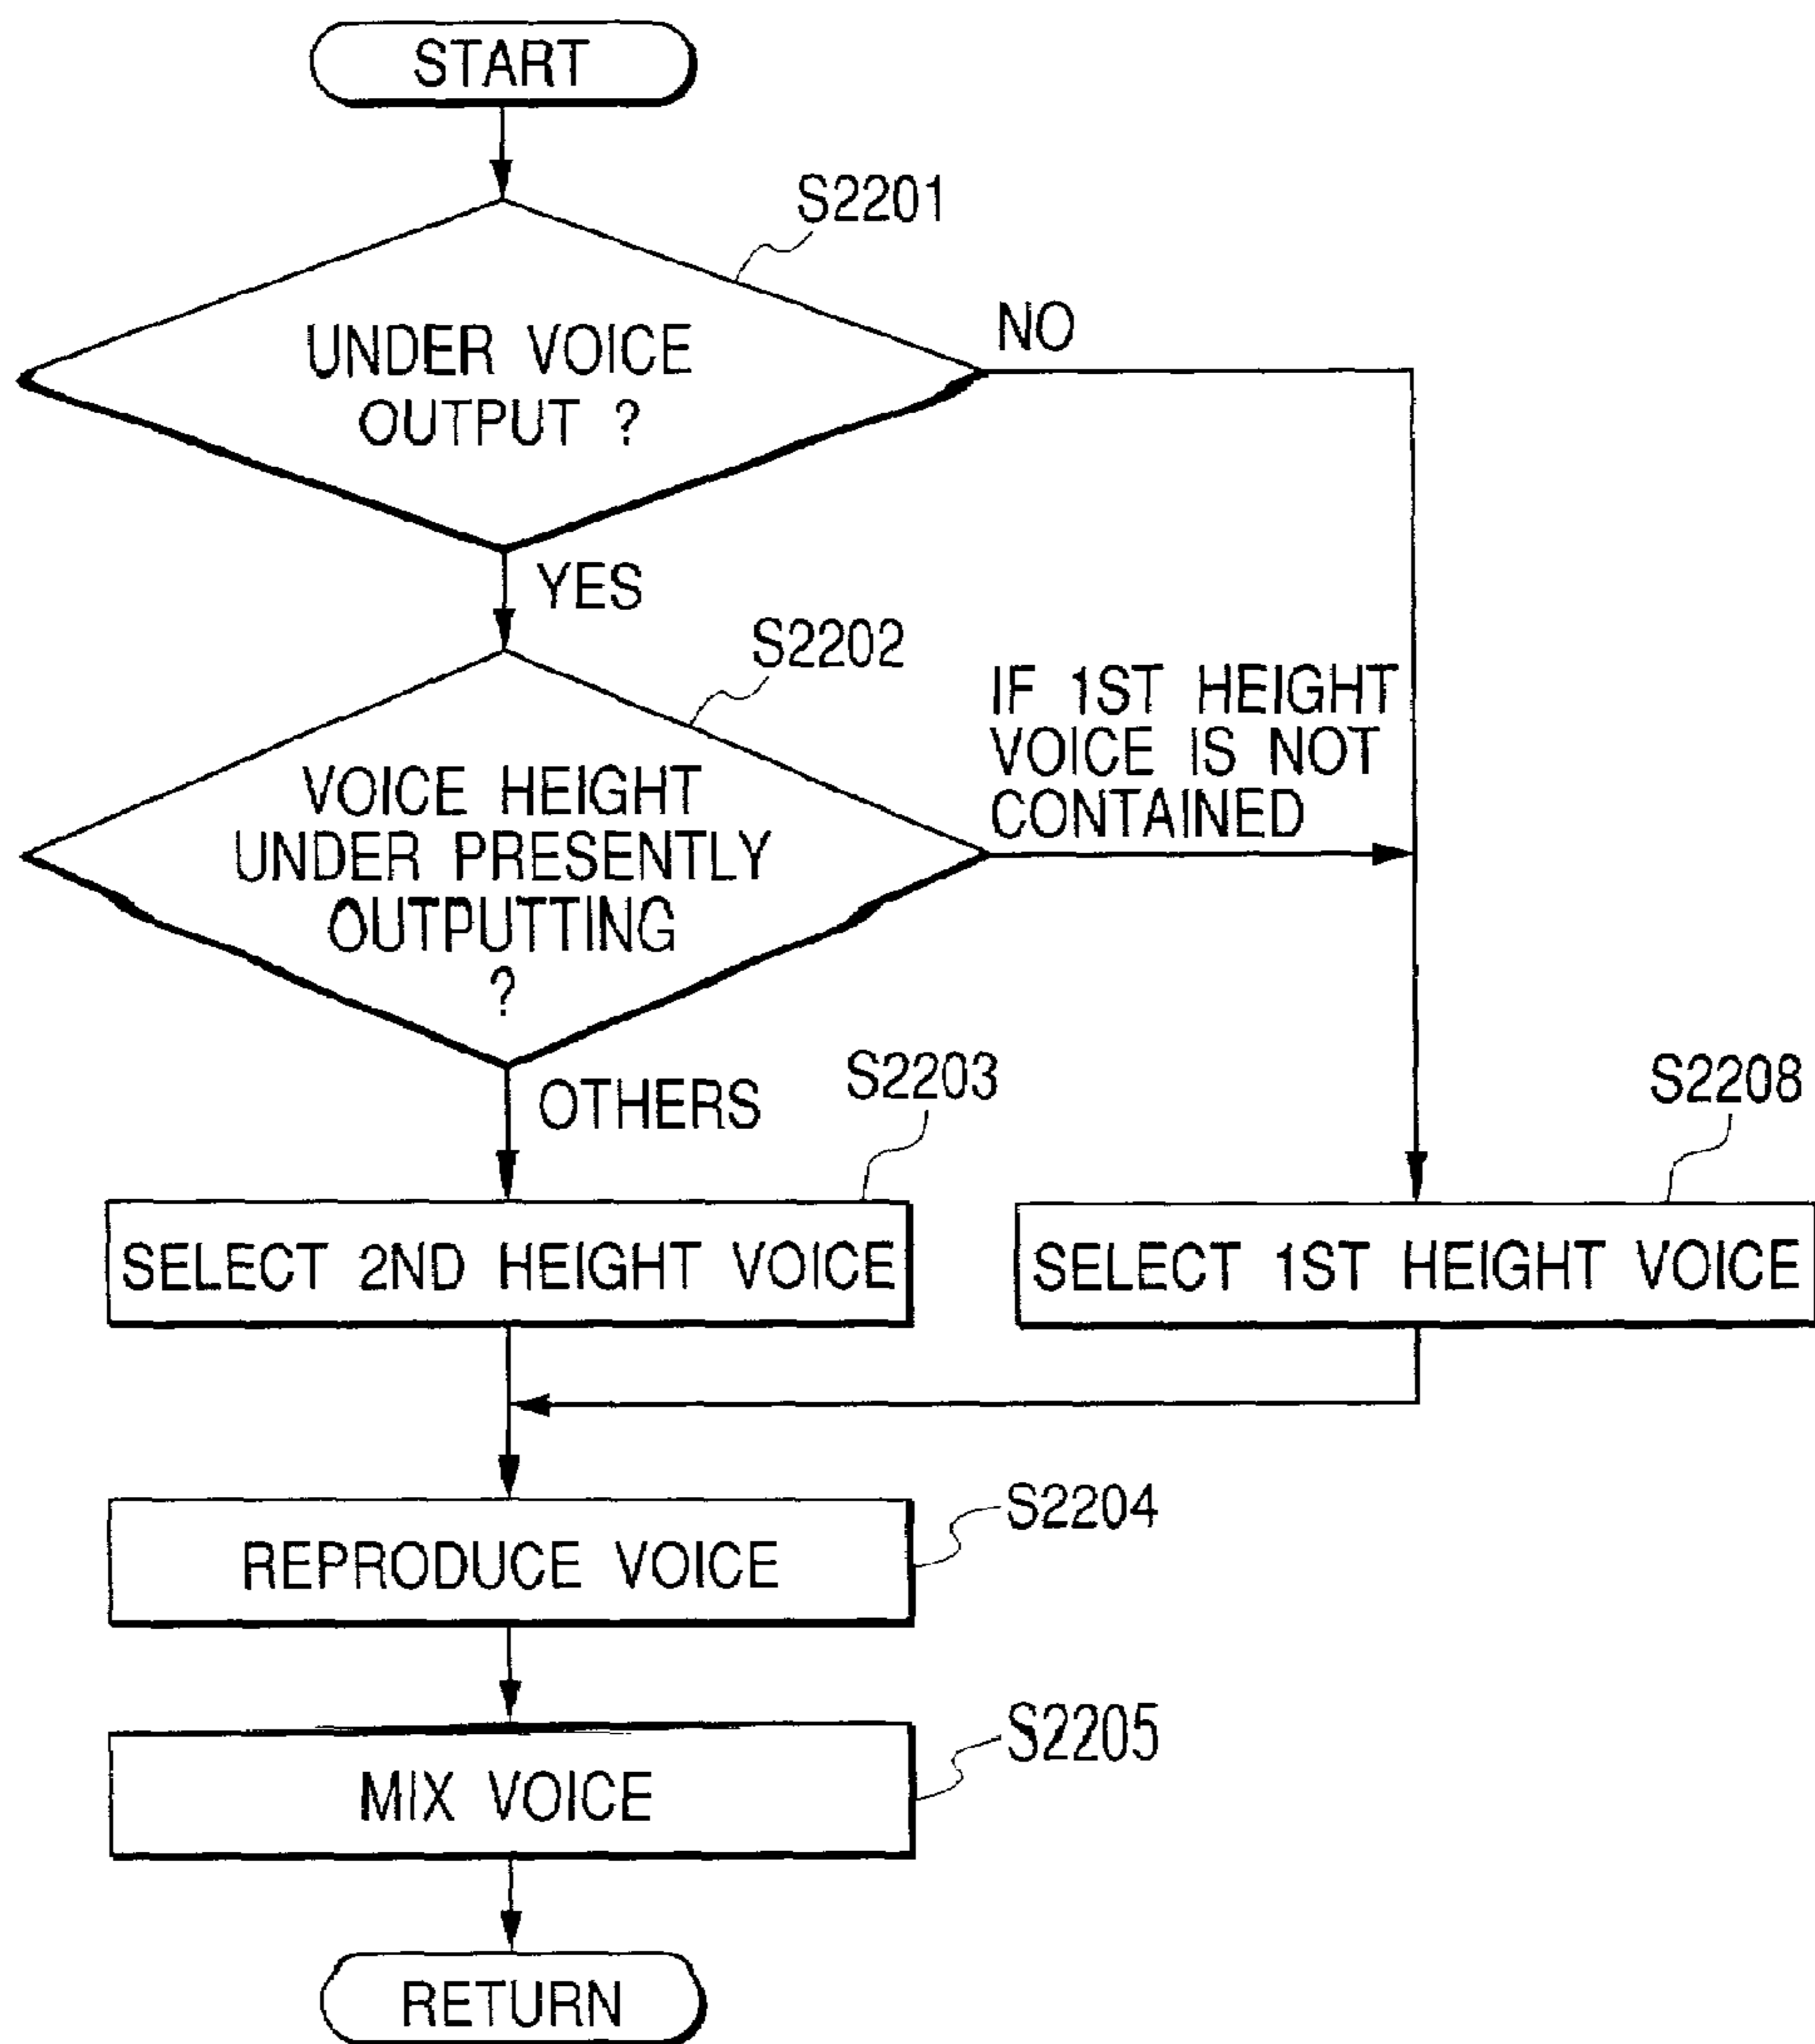 START
S2201
UNDER VOICE
OUTPUT ?
NO
YES
S2202
IF 1ST HEIGHT
VOICE IS NOT
CONTAINED
VOICE HEIGHT
UNDER PRESENTLY
OUTPUTTING
?
OTHERS
S2203
S2208
SELECT 2ND HEIGHT VOICE
SELECT 1ST HEIGHT VOICE
S2204
REPRODUCE VOICE
S2205
MIX VOICE
RETURN